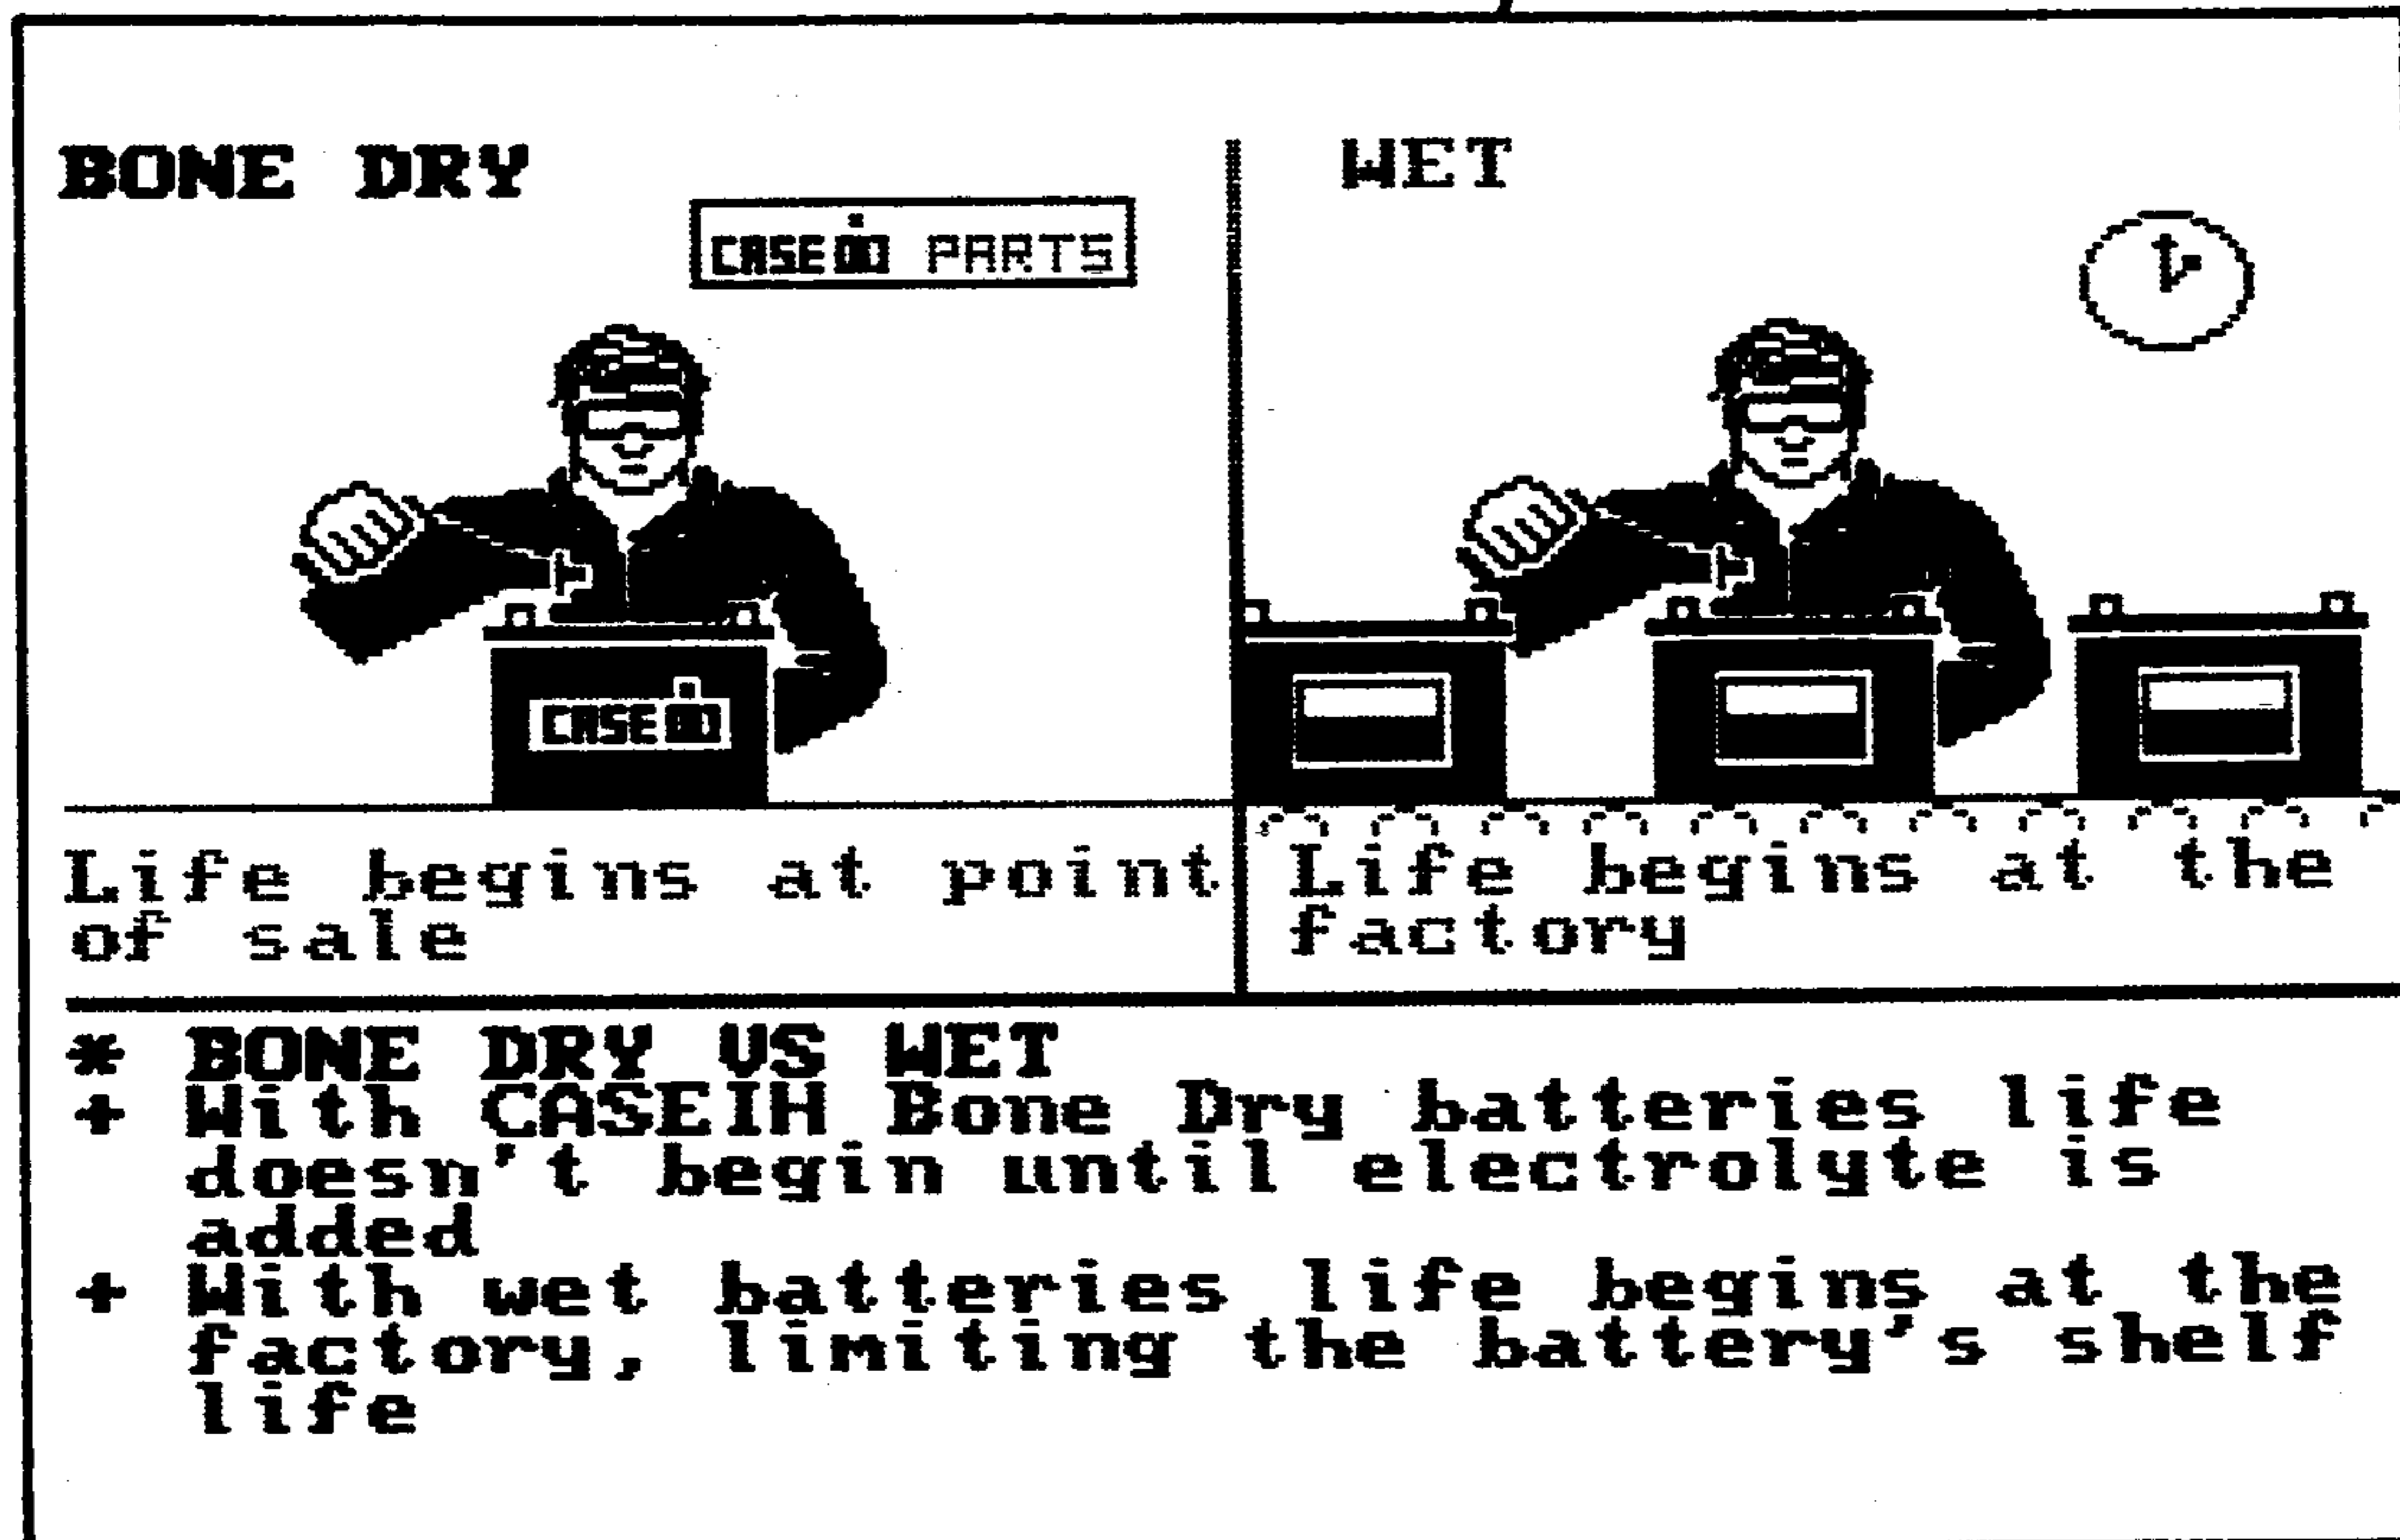 BONE DRY
CASE IH PARTS
CASE IH
Life begins at point
of sale
WET
Life begins at the
factory
* BONE DRY VS WET
+ With CASEIH Bone Dry batteries life
doesn't begin until electrolyte is
added
+ With wet batteries life begins at the
factory, limiting the battery's shelf
life